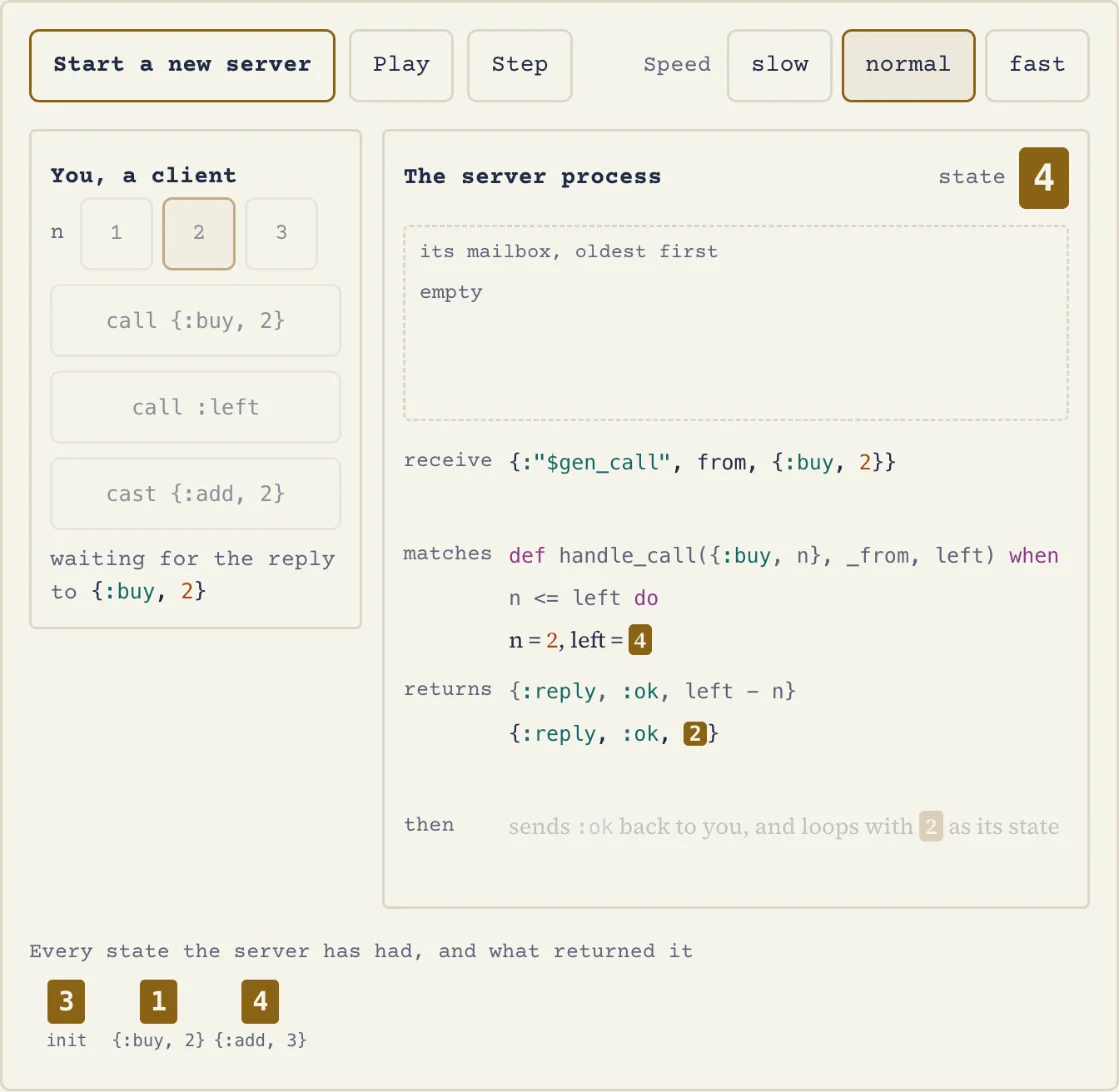 Start a new server Play Step Speed slow normal fast
You, a client
n 1 2 3
call {:buy, 2}
call :left
cast {:add, 2}
waiting for the reply
to {:buy, 2}
The server process state 4
its mailbox, oldest first
empty
receive {:"$gen_call", from, {:buy, 2}}
matches def handle_call({:buy, n}, _from, left) when
n <= left do
n = 2, left = 4
returns {:reply, :ok, left - n}
{:reply, :ok, 2}
then sends :ok back to you, and loops with 2 as its state
Every state the server has had, and what returned it
3 1 4
init {:buy, 2} {:add, 3}